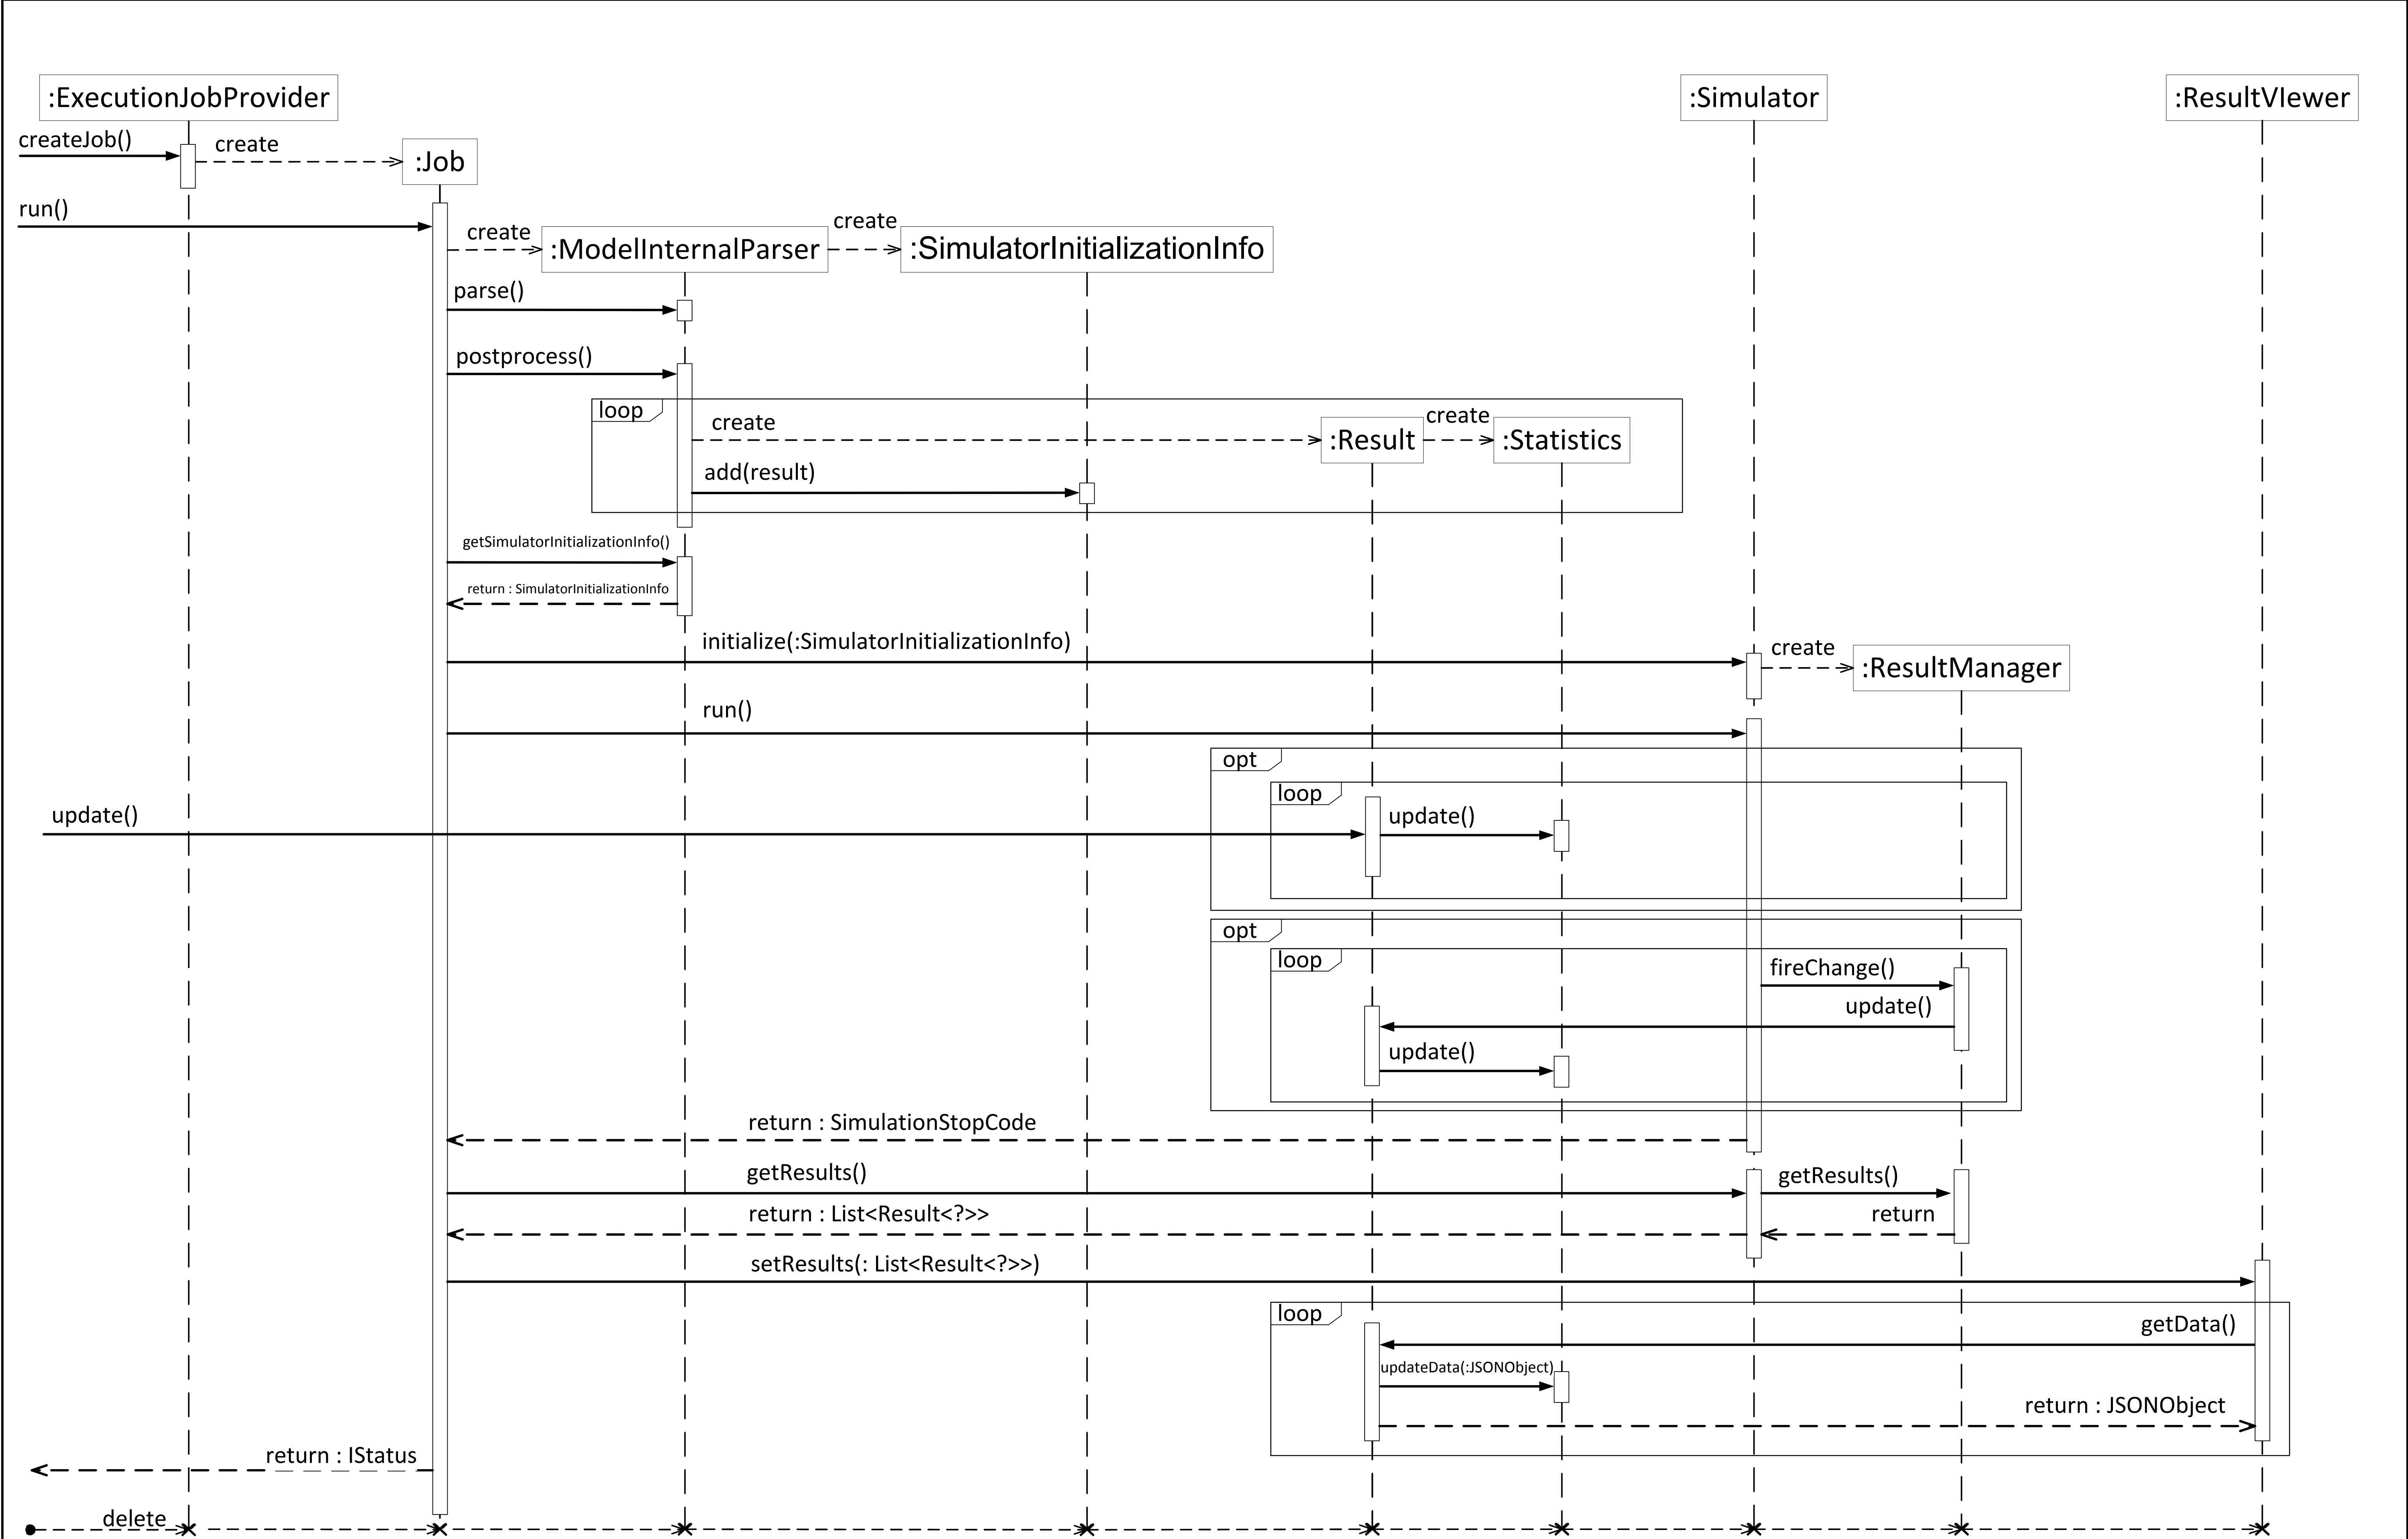 :ExecutionJobProvider
:Simulator
:ResultVIewer
createJob()
create
:Job
run()
create
:ModelInternalParser
create
:SimulatorInitializationInfo
parse()
postprocess()
loop
create
:Result
create
:Statistics
add(result)
getSimulatorInitializationInfo()
return : SimulatorInitializationInfo
initialize(:SimulatorInitializationInfo)
create
:ResultManager
run()
opt
loop
update()
update()
opt
loop
fireChange()
update()
update()
return : SimulationStopCode
getResults()
getResults()
return : List<Result<?>>
return
setResults(: List<Result<?>>)
loop
getData()
updateData(:JSONObject)
return : JSONObject
return : IStatus
delete